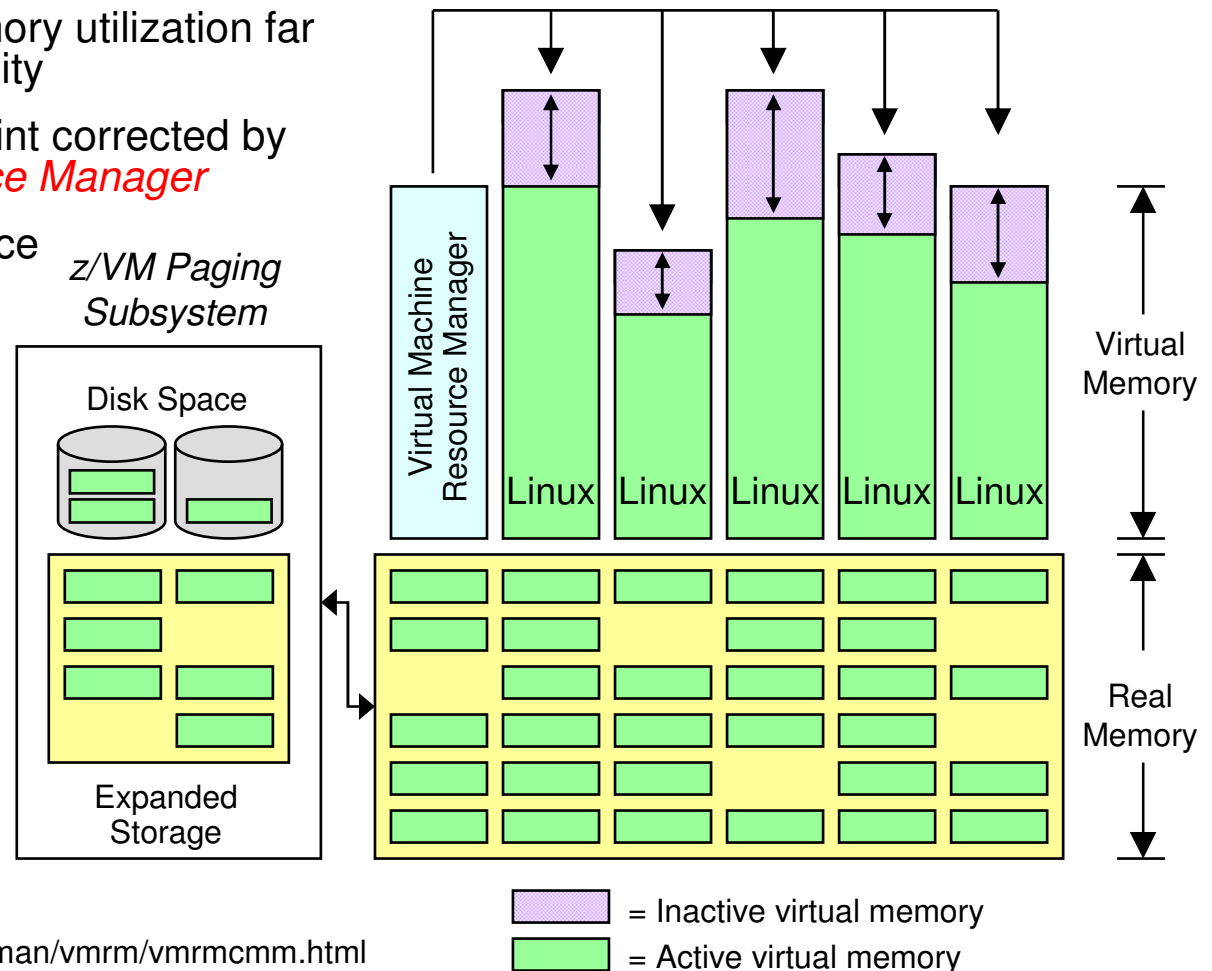 ory utilization far
ity
int corrected by
ce Manager
ce
z/VM Paging
Subsystem
Disk Space
Expanded
Storage
Virtual Machine
Resource Manager
Linux
Linux
Linux
Linux
Linux
Virtual
Memory
Real
Memory
= Inactive virtual memory
= Active virtual memory
man/vmrm/vmrmcmm.html